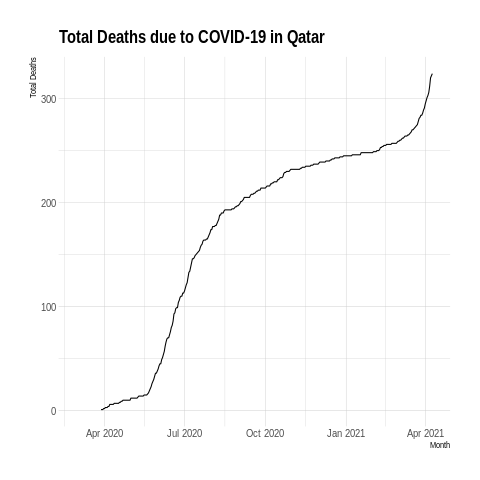 Total Deaths due to COVID-19 in Qatar
Total Deaths
300
200
100
0
Apr 2020 Jul 2020 Oct 2020 Jan 2021 Apr 2021
Month